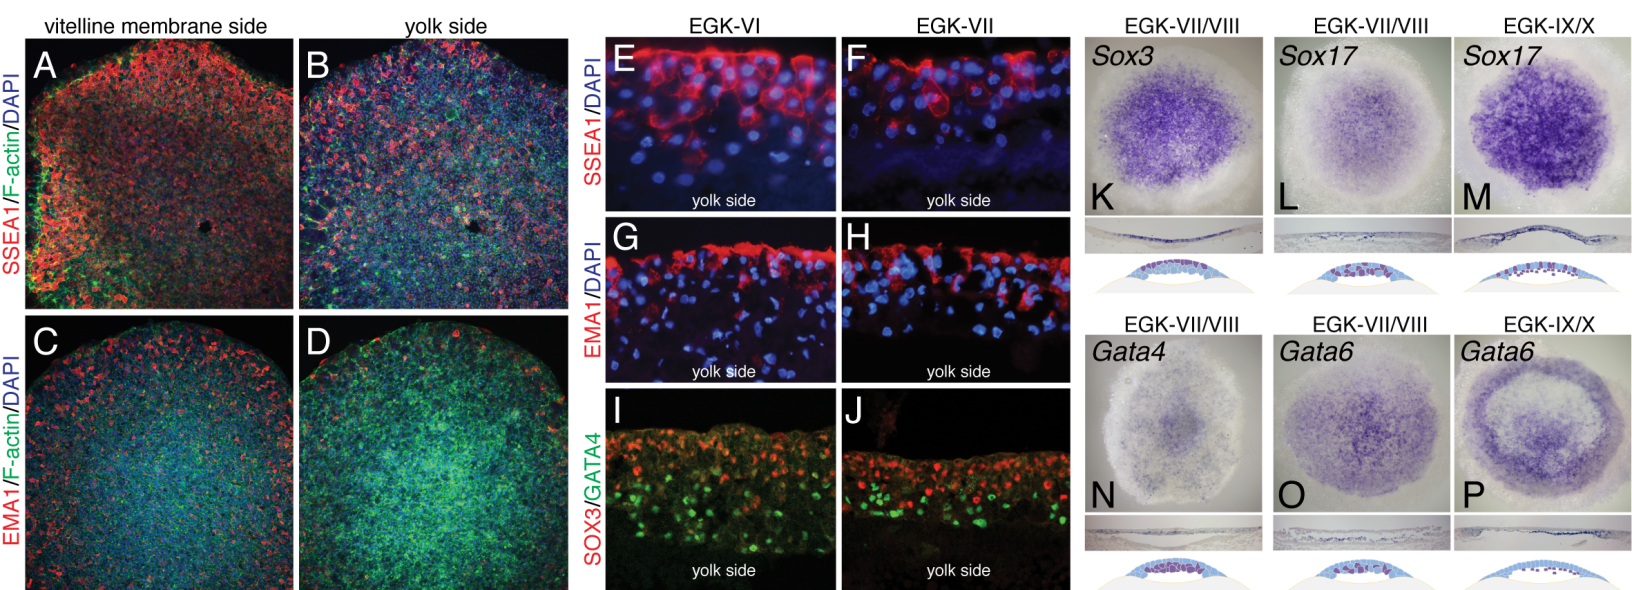 vitelline membrane side
yolk side
SSEA1/F-actin/DAPI
A
B
EMA1/F-actin/DAPI
C
D
EGK-VI
EGK-VII
SSEA1/DAPI
E
yolk side
F
yolk side
EMA1/DAPI
G
yolk side
H
yolk side
SOX3/GATA4
I
yolk side
J
yolk side
EGK-VII/VIII
EGK-VII/VIII
EGK-IX/X
Sox3
K
Sox17
L
Sox17
M
EGK-VII/VIII
EGK-VII/VIII
EGK-IX/X
Gata4
N
Gata6
O
Gata6
P